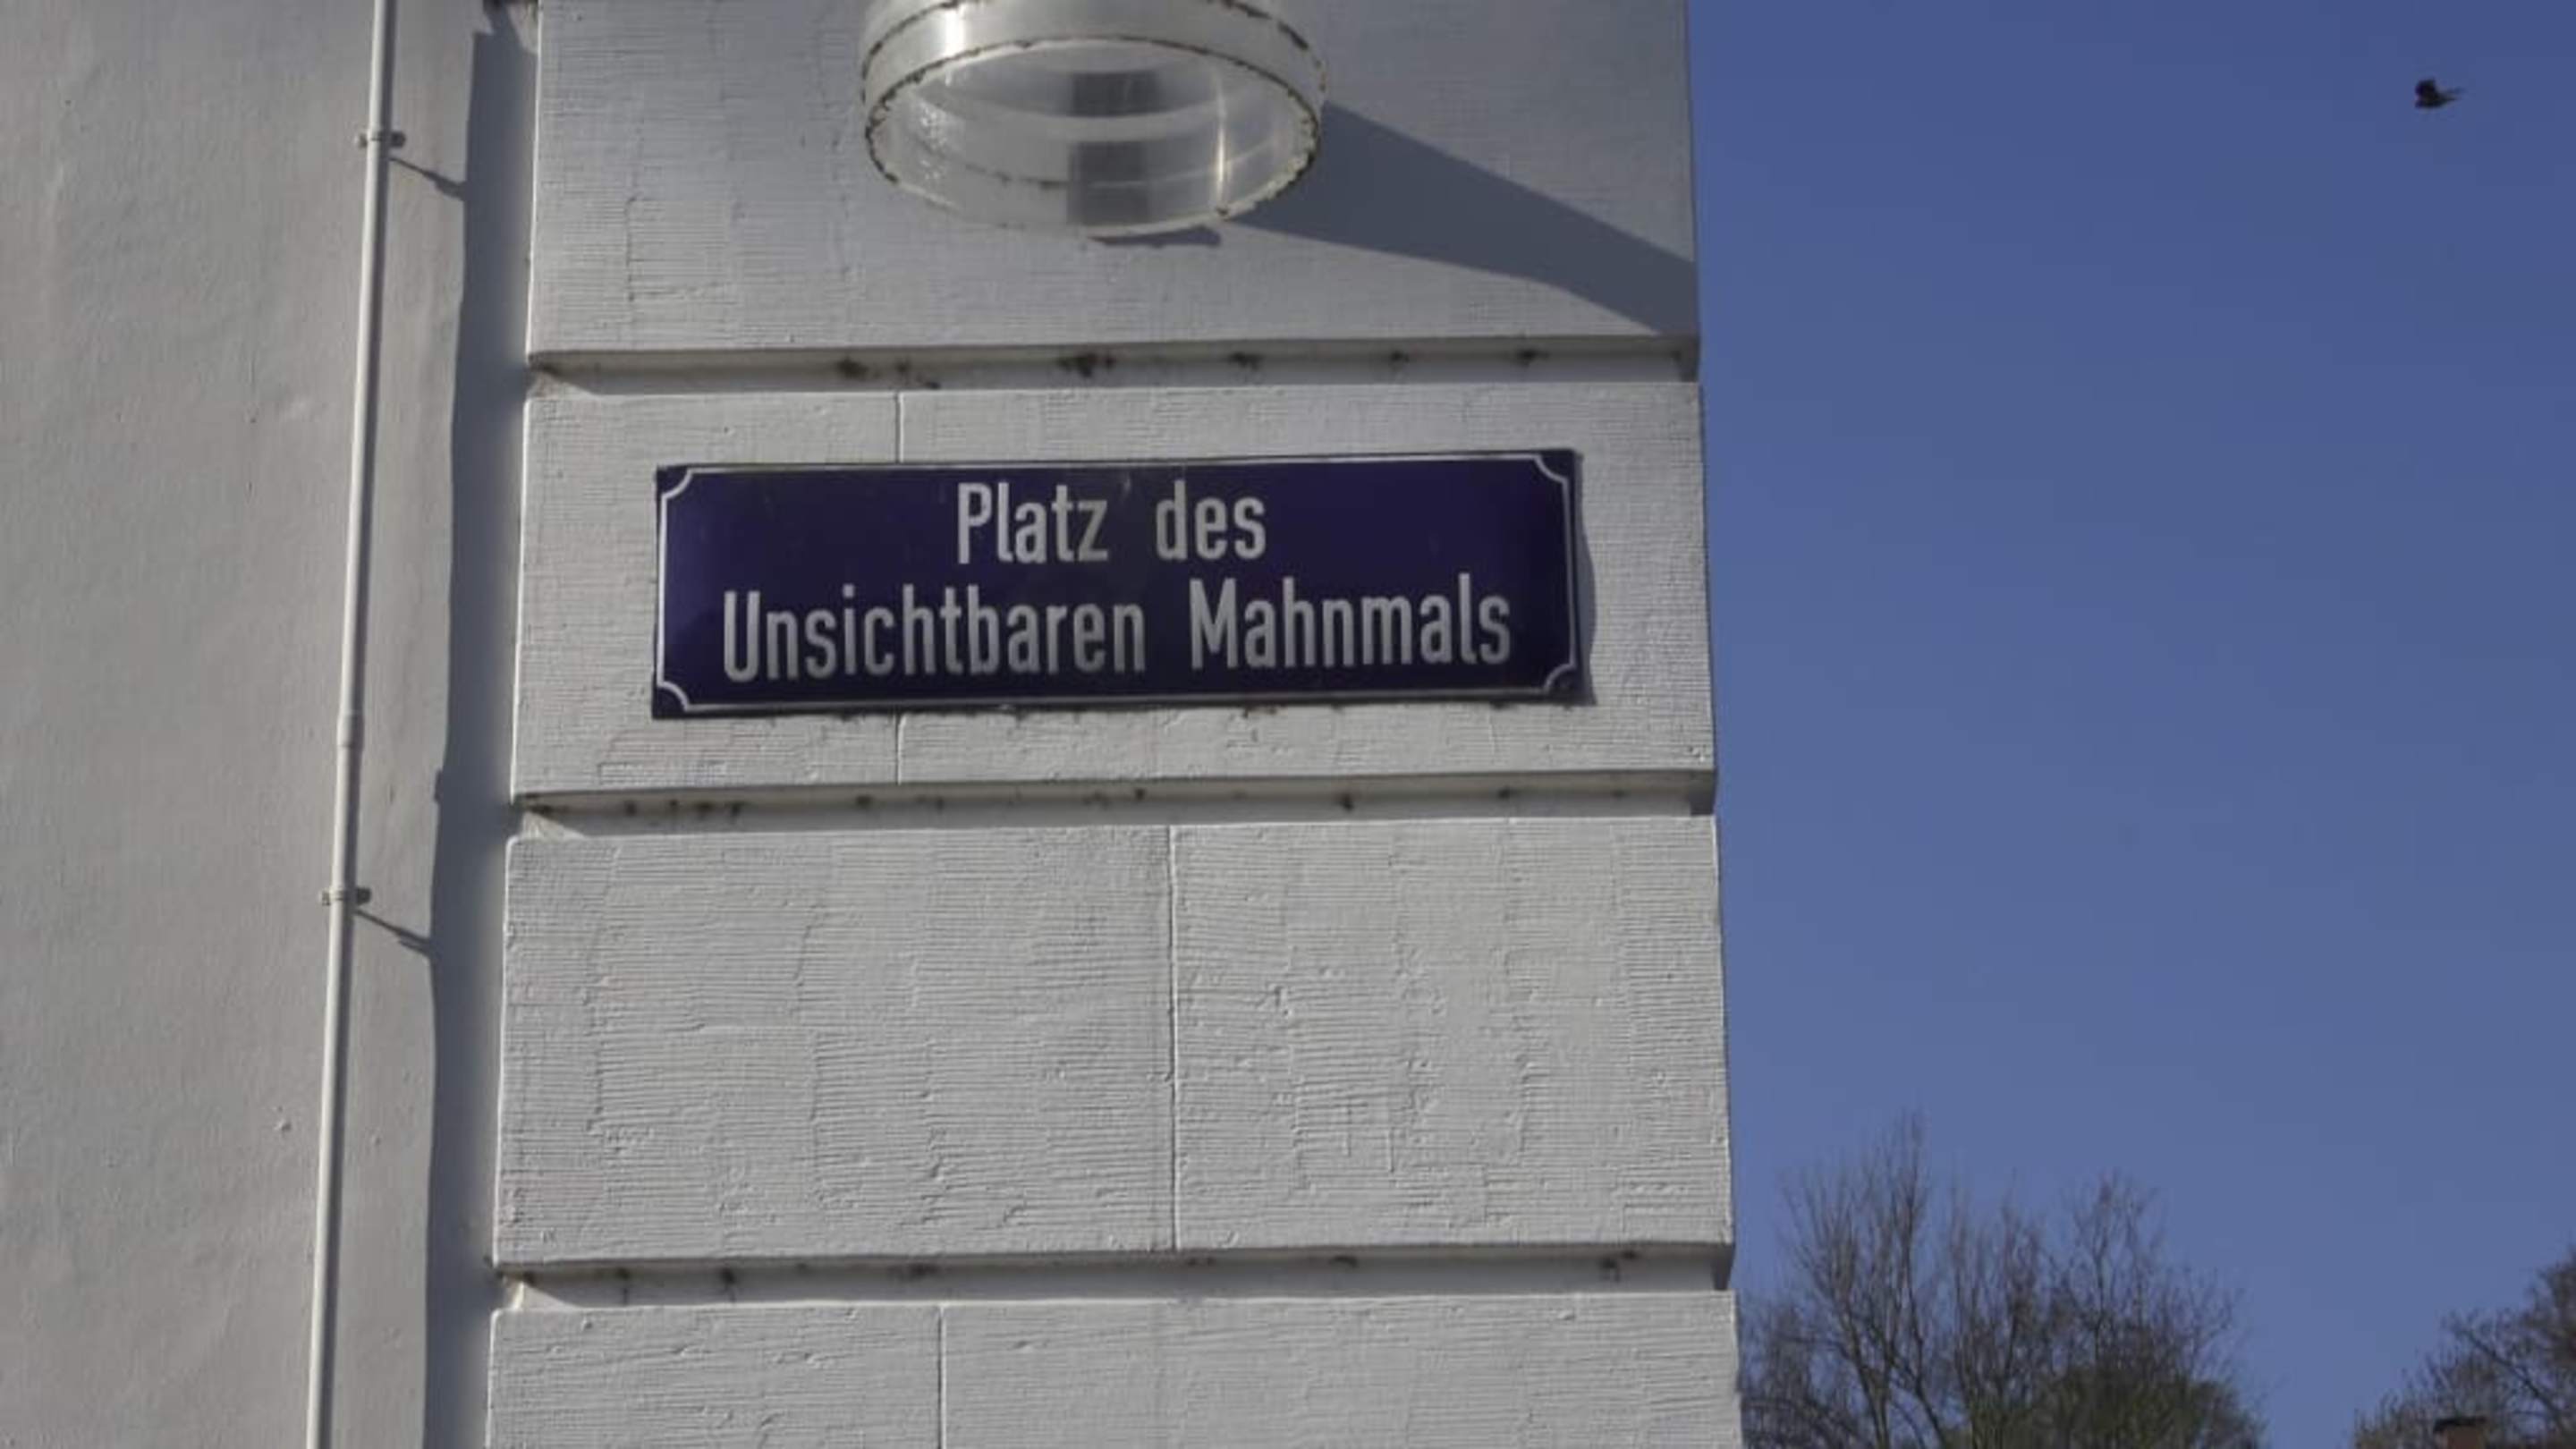 Platz des
Unsichtbaren Mahnmals